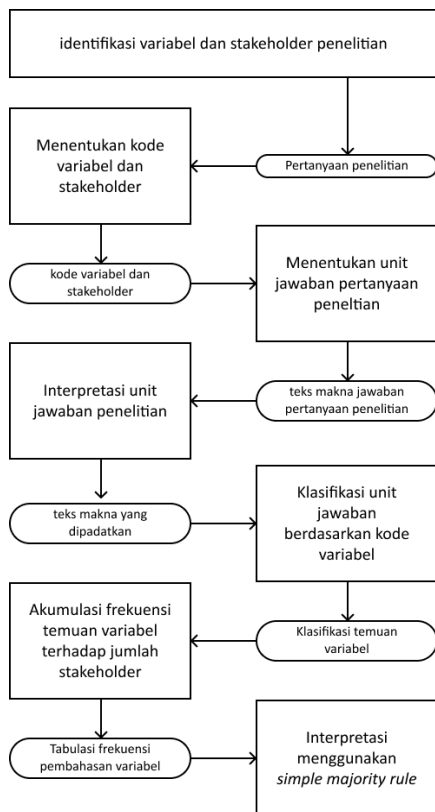 identifikasi variabel dan stakeholder penelitian
Pertanyaan penelitian
Menentukan kode
variabel dan
stakeholder
kode variabel dan
stakeholder
Menentukan unit
jawaban pertanyaan
peneltian
teks makna jawaban
pertanyaan penelitian
Interpretasi unit
jawaban penelitian
teks makna yang
dipadatkan
Klasifikasi unit
jawaban
berdasarkan kode
variabel
Klasifikasi temuan
variabel
Akumulasi frekuensi
temuan variabel
terhadap jumlah
stakeholder
Tabulasi frekuensi
pembahasan variabel
Interpretasi
menggunakan
simple majority rule